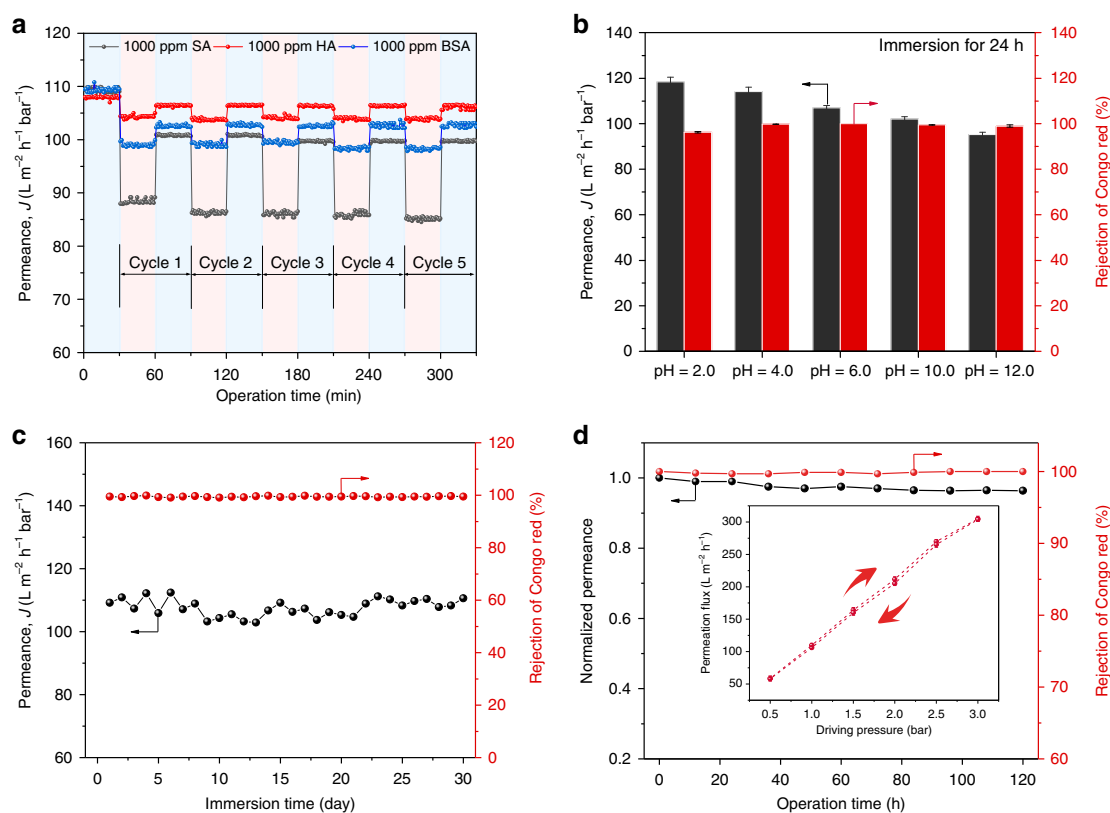 a
1000 ppm SA 1000 ppm HA 1000 ppm BSA
120
110
100
90
80
70
60
Permeance, J (L m⁻² h⁻¹ bar⁻¹)
Cycle 1 Cycle 2 Cycle 3 Cycle 4 Cycle 5
0 60 120 180 240 300
Operation time (min)
b
Immersion for 24 h
140
120
100
80
60
40
20
0
Permeance, J (L m⁻² h⁻¹ bar⁻¹)
140
120
100
80
60
40
20
0
Rejection of Congo red (%)
pH = 2.0 pH = 4.0 pH = 6.0 pH = 10.0 pH = 12.0
c
160
140
120
100
80
60
Permeance, J (L m⁻² h⁻¹ bar⁻¹)
120
100
80
60
40
20
0
Rejection of Congo red (%)
0 5 10 15 20 25 30
Immersion time (day)
d
1.0
0.8
0.6
0.4
0.2
Normalized permeance
100
90
80
70
60
Rejection of Congo red (%)
300
250
200
150
100
50
Permeation flux (L m⁻² h⁻¹)
0.5 1.0 1.5 2.0 2.5 3.0
Driving pressure (bar)
0 20 40 60 80 100 120
Operation time (h)